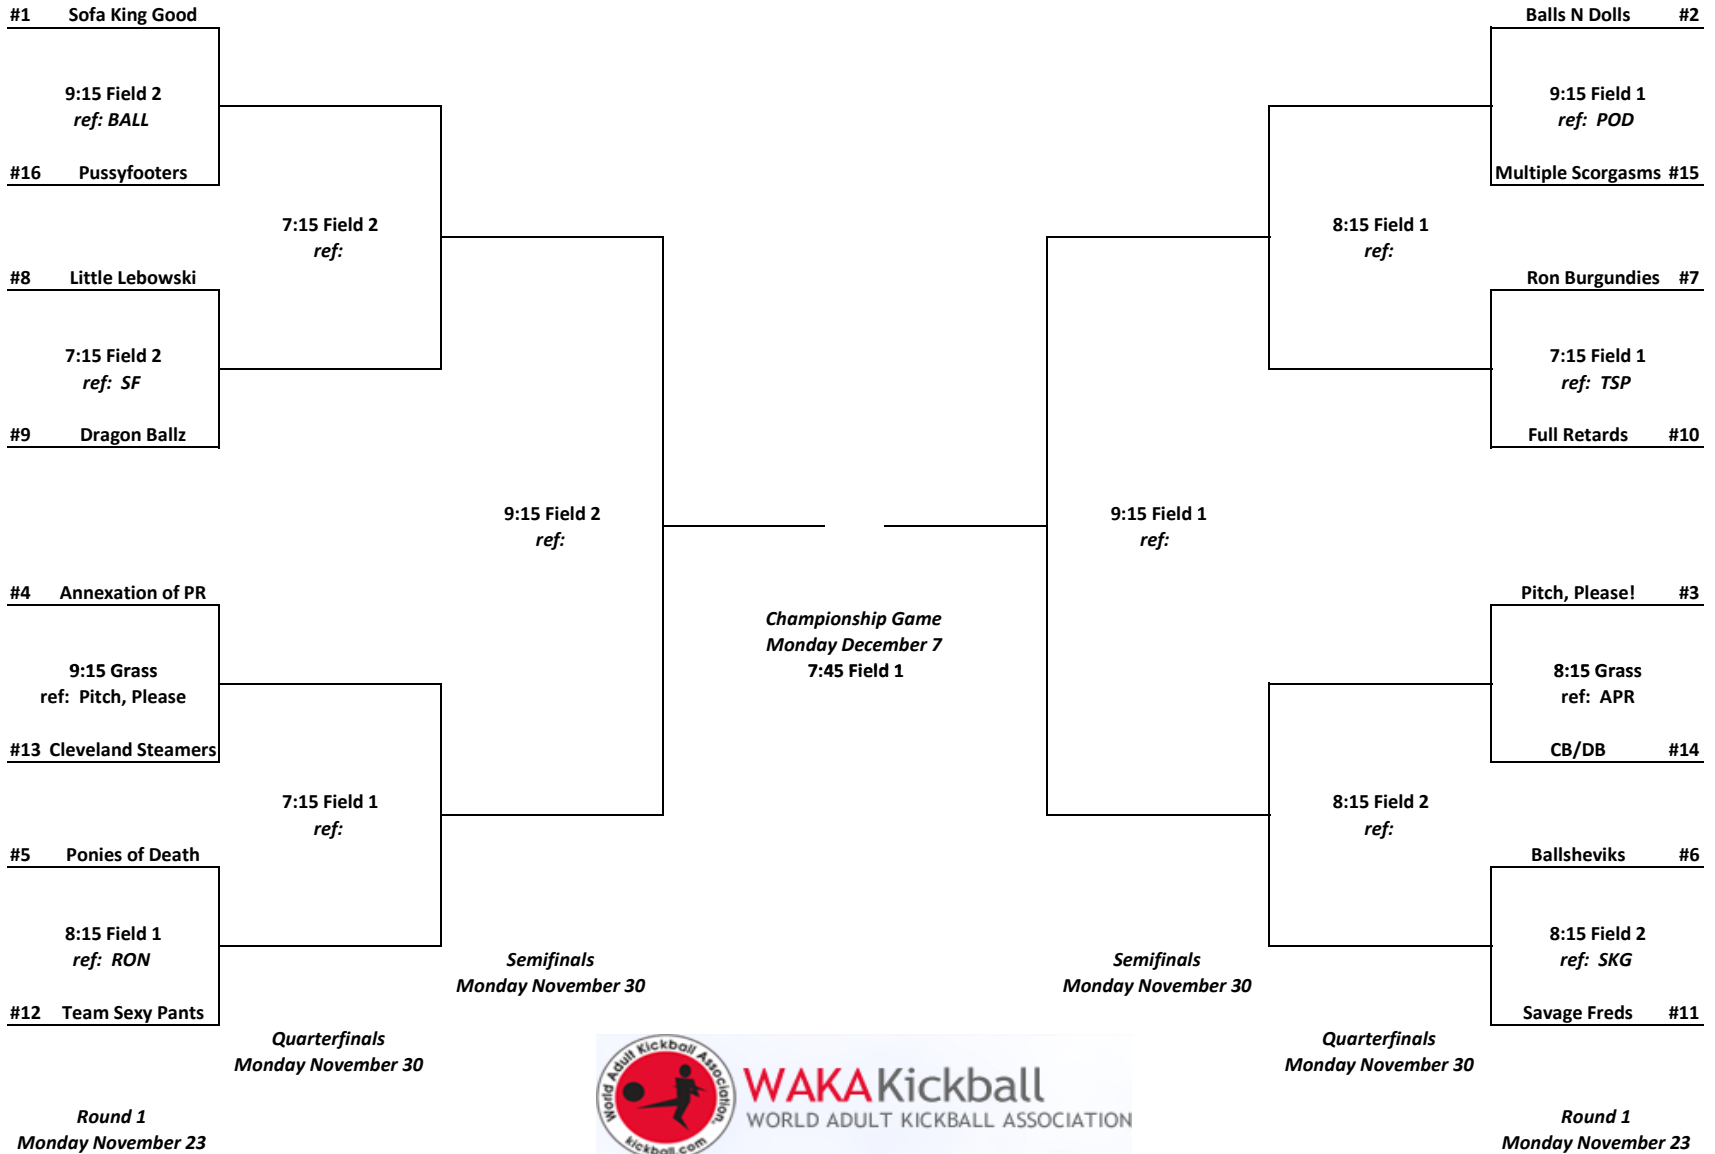 #1 Sofa King Good
9:15 Field 2
ref: BALL
#16 Pussyfooters
7:15 Field 2
ref:
#8 Little Lebowski
7:15 Field 2
ref: SF
#9 Dragon Ballz
9:15 Field 2
ref:
#4 Annexation of PR
9:15 Grass
ref: Pitch, Please
#13 Cleveland Steamers
7:15 Field 1
ref:
#5 Ponies of Death
8:15 Field 1
ref: RON
#12 Team Sexy Pants
Semifinals
Monday November 30
Quarterfinals
Monday November 30
Round 1
Monday November 23
Championship Game
Monday December 7
7:45 Field 1
Balls N Dolls #2
9:15 Field 1
ref: POD
Multiple Scorgasms #15
8:15 Field 1
ref:
Ron Burgundies #7
7:15 Field 1
ref: TSP
Full Retards #10
9:15 Field 1
ref:
Pitch, Please! #3
8:15 Grass
ref: APR
CB/DB #14
8:15 Field 2
ref:
Ballsheviks #6
8:15 Field 2
ref: SKG
Savage Freds #11
Semifinals
Monday November 30
Quarterfinals
Monday November 30
Round 1
Monday November 23
World Adult Kickball Association
kickball.com
WAKA Kickball
WORLD ADULT KICKBALL ASSOCIATION